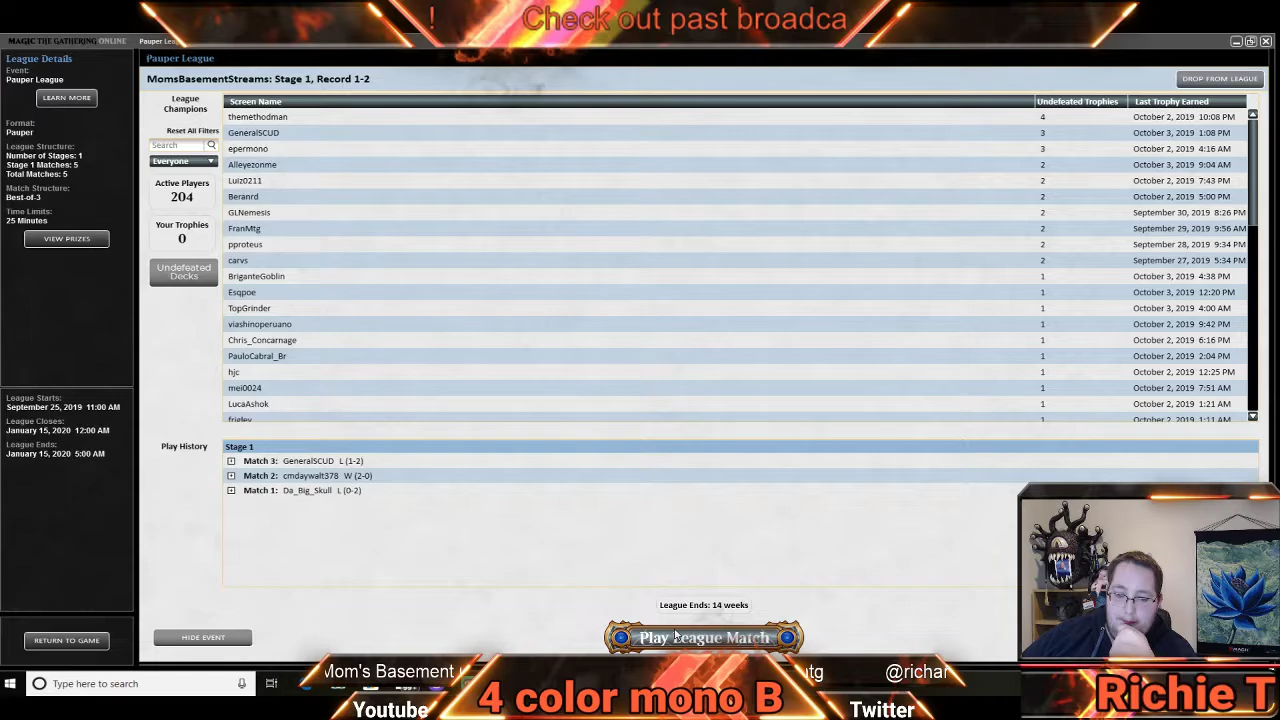 ! Check out past broadca
MAGIC THE GATHERING ONLINE
Pauper
League Details
Event:
Pauper League
LEARN MORE
Format:
Pauper
League Structure:
Number of Stages: 1
Stage 1 Matches: 5
Total Matches: 5
Match Structure:
Best-of-3
Time Limits:
25 Minutes
VIEW PRIZES
League Starts:
September 25, 2019 11:00 AM
League Closes:
January 15, 2020 12:00 AM
League Ends:
January 15, 2020 5:00 AM
RETURN TO GAME
Pauper League
MomsBasementStreams: Stage 1, Record 1-2
DROP FROM LEAGUE
League
Champions
Reset All Filters
Search
Everyone
Active Players
204
Your Trophies
0
Undefeated
Decks
Screen Name Undefeated Trophies Last Trophy Earned
themethodman 4 October 2, 2019 10:08 PM
GeneralSCUD 3 October 3, 2019 1:08 PM
epermono 3 October 2, 2019 4:16 AM
Alleyezonme 2 October 3, 2019 9:04 AM
Luiz0211 2 October 2, 2019 7:43 PM
Beranrd 2 October 2, 2019 5:00 PM
GLNemesis 2 September 30, 2019 8:26 PM
FranMtg 2 September 29, 2019 9:56 AM
pproteus 2 September 28, 2019 9:34 PM
carvs 2 September 27, 2019 5:34 PM
BriganteGoblin 1 October 3, 2019 4:38 PM
Esqpoe 1 October 3, 2019 12:20 PM
TopGrinder 1 October 3, 2019 4:00 AM
viashinoperuano 1 October 2, 2019 9:42 PM
Chris_Concarnage 1 October 2, 2019 6:16 PM
PauloCabral_Br 1 October 2, 2019 2:04 PM
hjc 1 October 2, 2019 12:25 PM
mei0024 1 October 2, 2019 7:51 AM
LucaAshok 1 October 2, 2019 1:21 AM
frigley 1 October 2, 2019 1:11 AM
Play History
Stage 1
Match 3: GeneralSCUD L (1-2)
Match 2: cmdaywalt378 W (2-0)
Match 1: Da_Big_Skull L (0-2)
League Ends: 14 weeks
HIDE EVENT
Play League Match
Type here to search
Mom's Basement
tg @richar
Youtube
4 color mono B
Twitter
Richie T